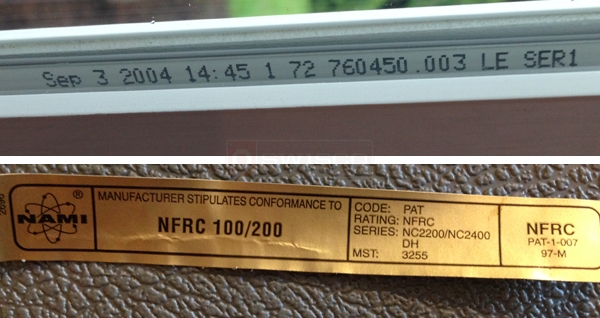 Sep 3 2004 14:45 1 72 760450.003 LE SER1
NAMI®
MANUFACTURER STIPULATES CONFORMANCE TO
NFRC 100/200
CODE: PAT
RATING: NFRC
SERIES: NC2200/NC2400
DH
MST: 3255
NFRC
PAT-1-007
97-M